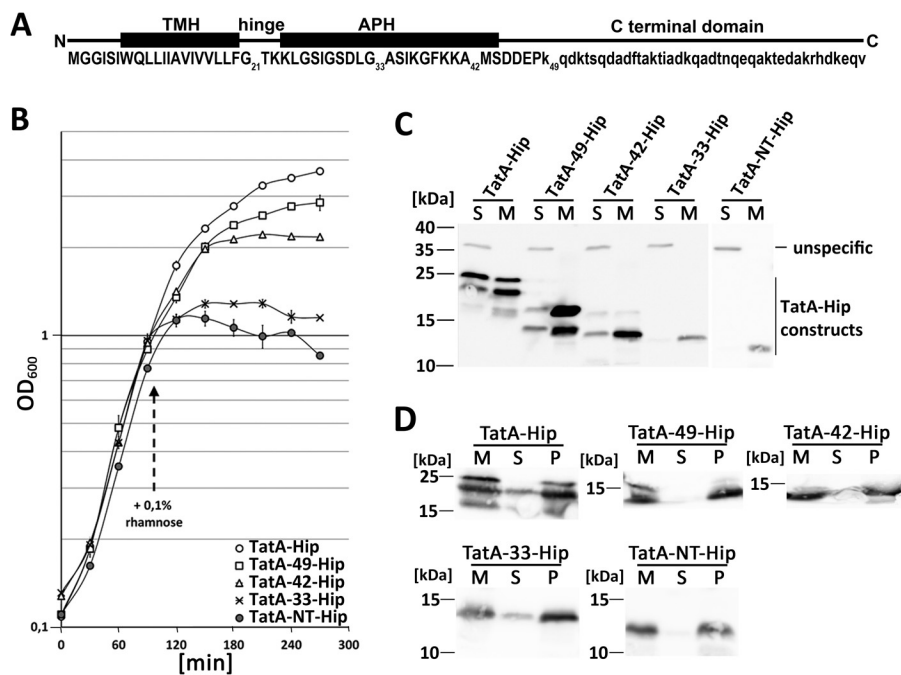 A
TMH hinge APH C terminal domain
N C
MGGISIWQLLIIAVIVVLLFG21TKKLGSIGSDLG33ASIKGFKKA42MSDDEPk49qdktsqdadftaktiadkqadtnqeqakteda​krhdkeqv
B
OD600
1
0,1
0 60 120 180 240 300
[min]
+ 0,1%
rhamnose
TatA-Hip
TatA-49-Hip
TatA-42-Hip
TatA-33-Hip
TatA-NT-Hip
C
TatA-Hip TatA-49-Hip TatA-42-Hip TatA-33-Hip TatA-NT-Hip
[kDa] S M S M S M S M S M
40
35
25
15
10
unspecific
TatA-Hip
constructs
D
TatA-Hip TatA-49-Hip TatA-42-Hip
[kDa] M S P [kDa] M S P [kDa] M S P
25 15 15
15
TatA-33-Hip TatA-NT-Hip
[kDa] M S P [kDa] M S P
15 15
10 10